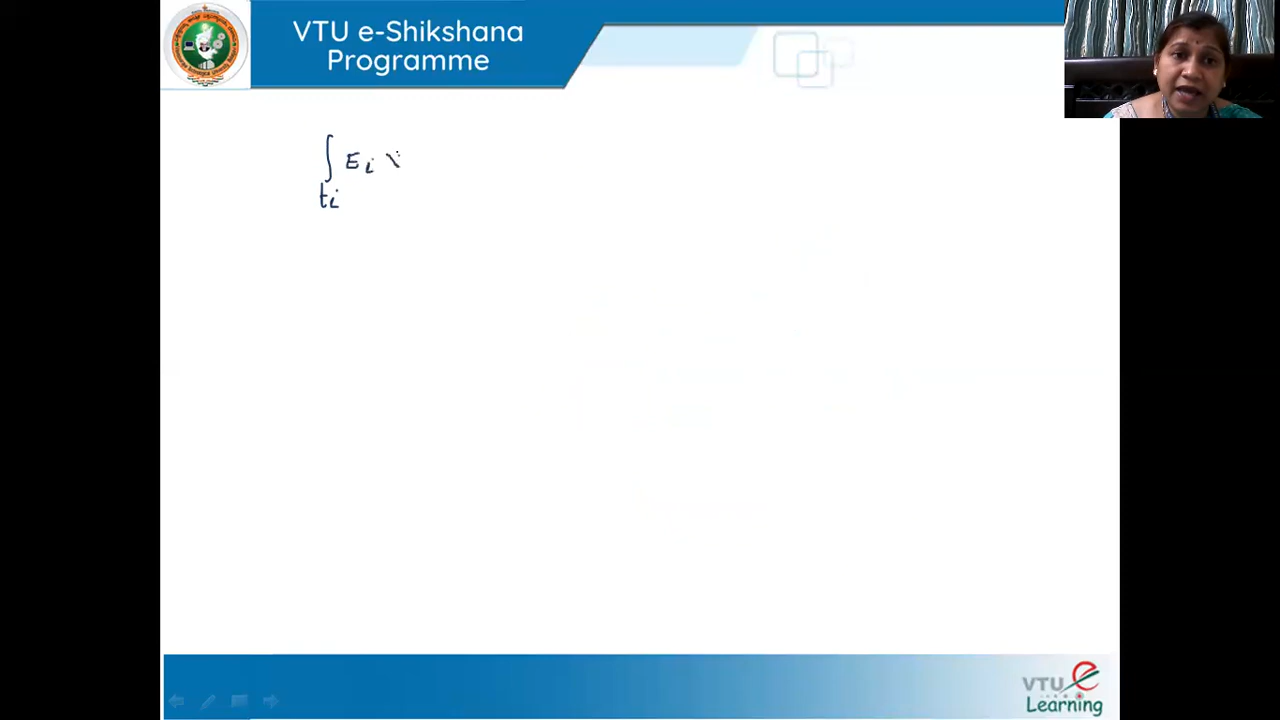 VTU e-Shikshana
Programme
∫ Ei
ti
VTU e
Learning